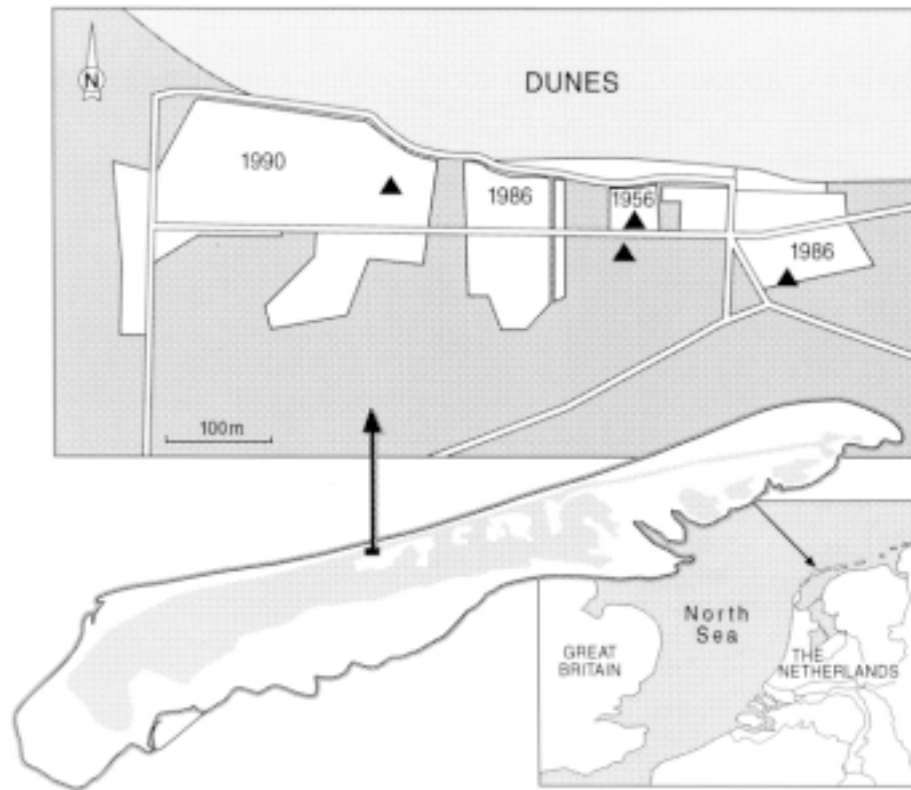 N
DUNES
1990
1986
1956
1986
100m
North
Sea
GREAT
BRITAIN
THE
NETHERLANDS